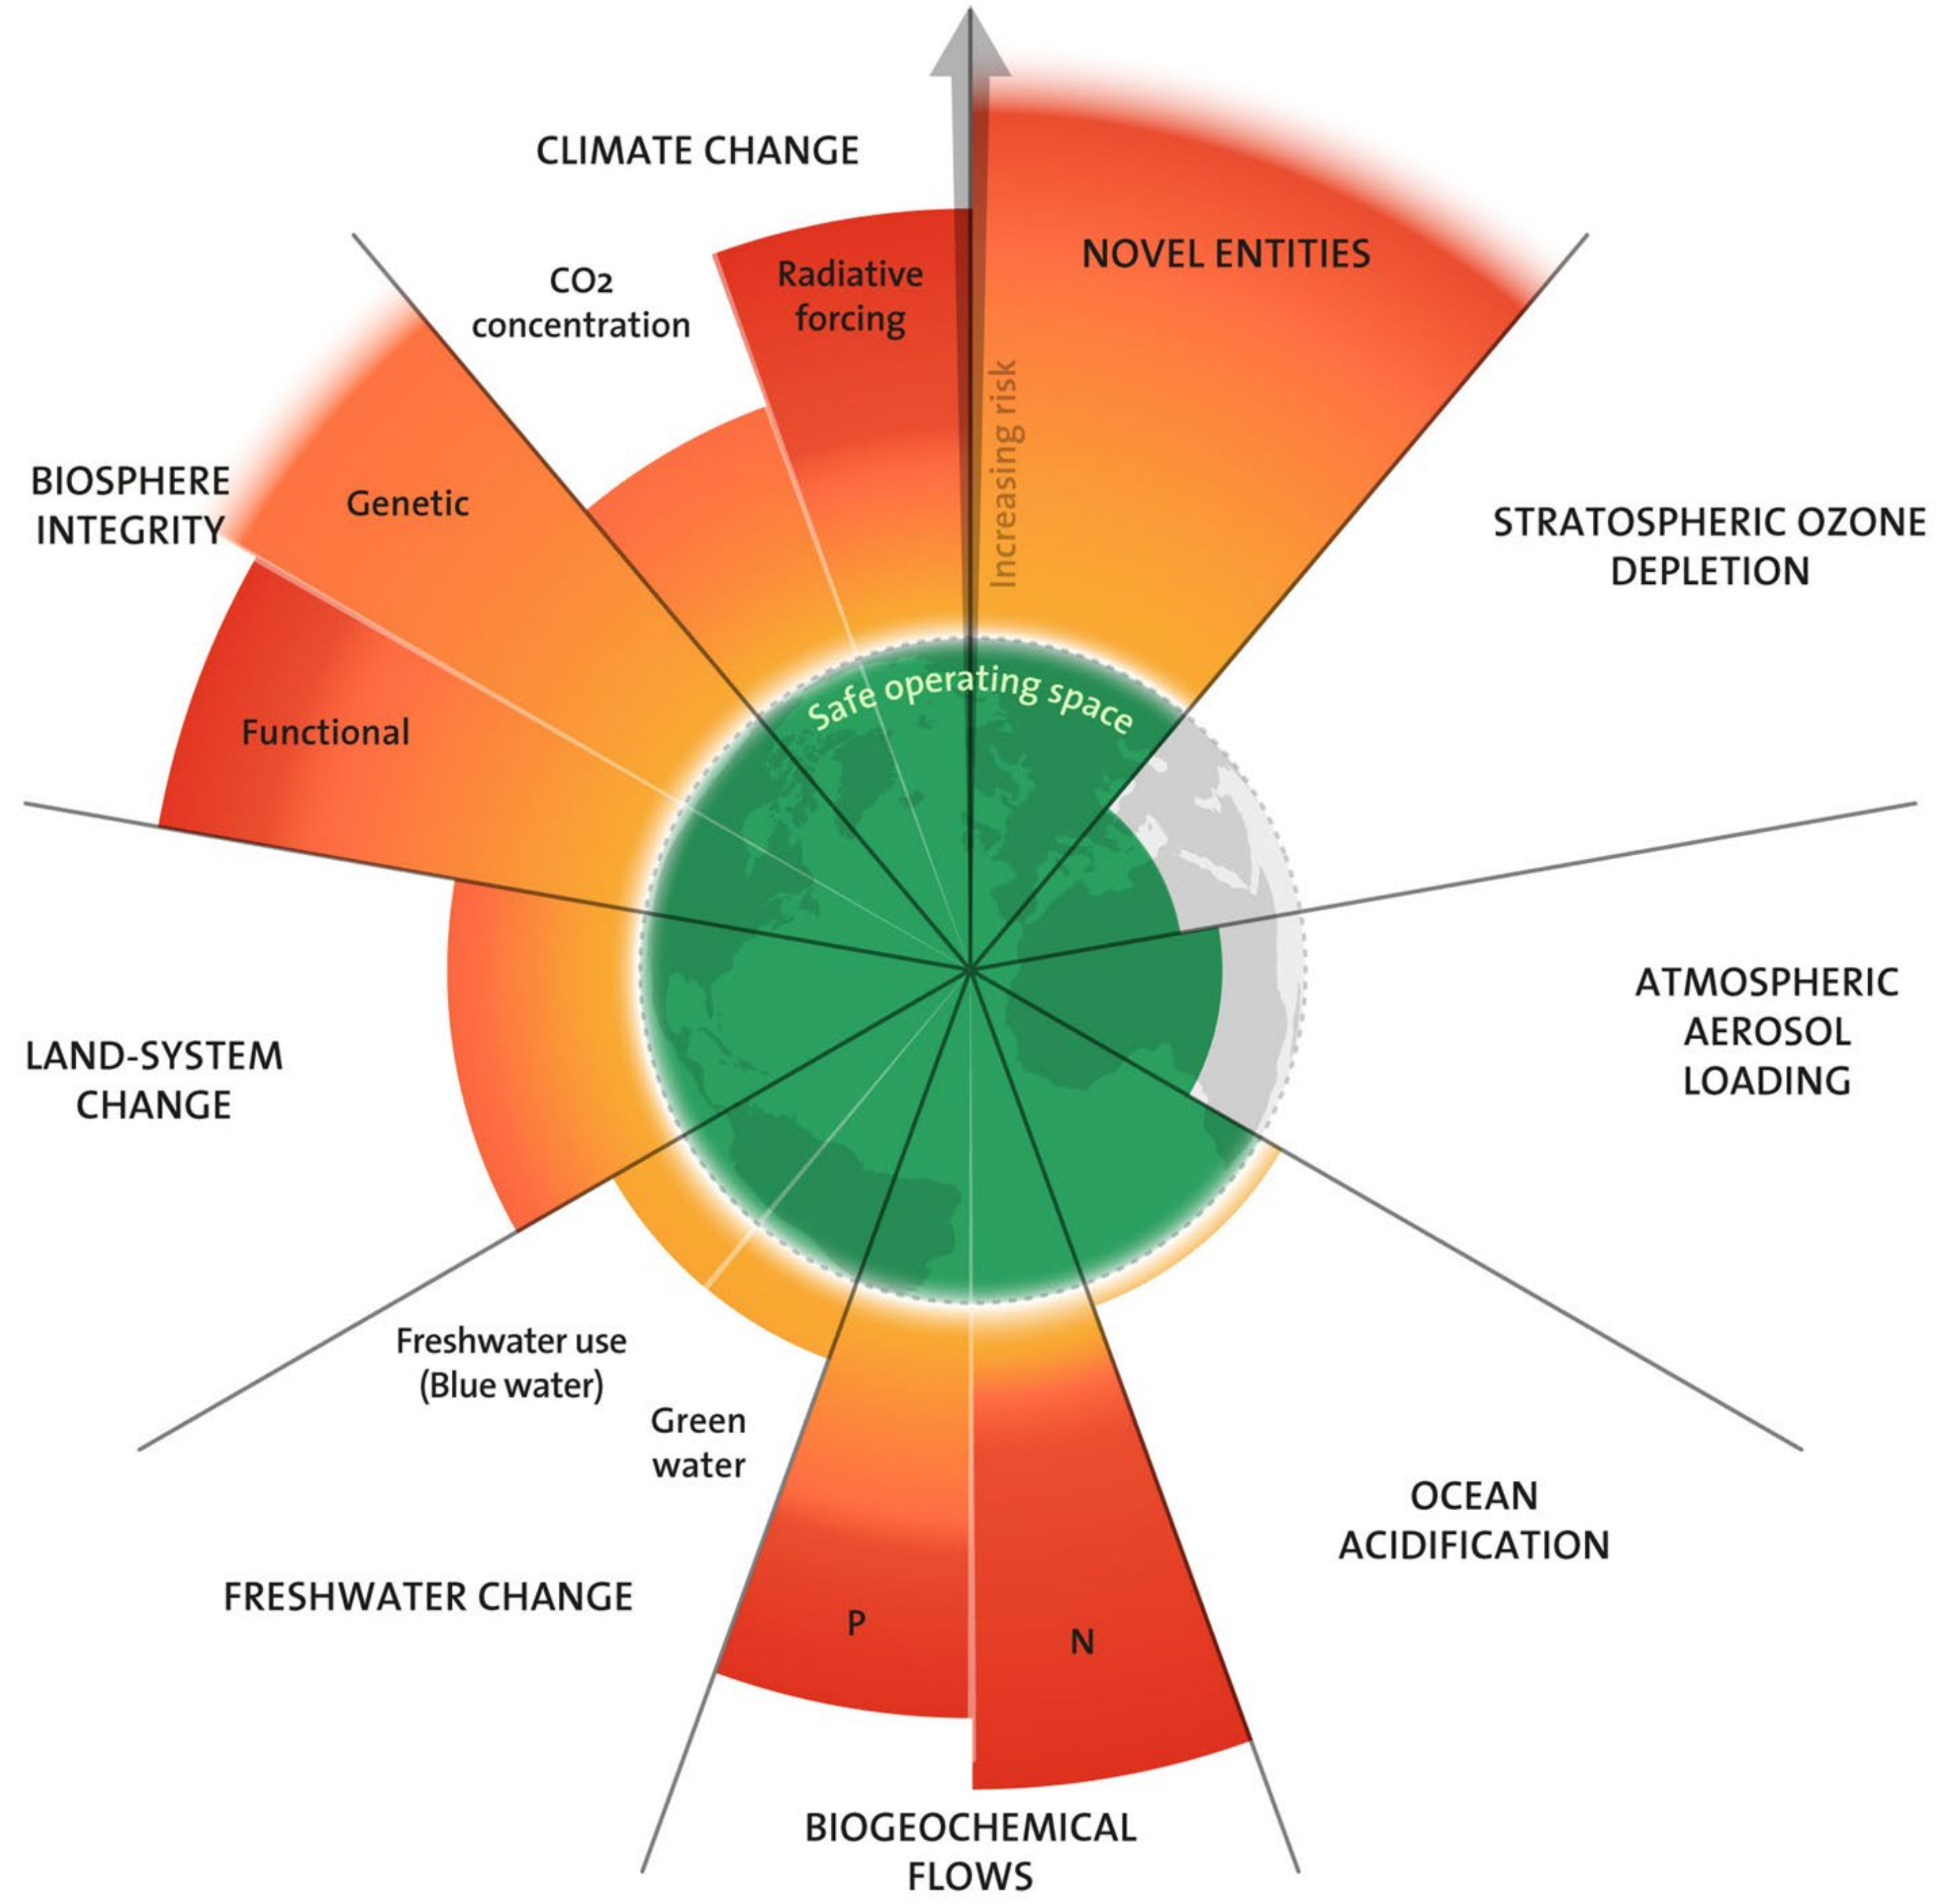 CLIMATE CHANGE
NOVEL ENTITIES
CO2
concentration
Radiative
forcing
Increasing risk
BIOSPHERE
INTEGRITY
Genetic
STRATOSPHERIC OZONE
DEPLETION
Safe operating space
Functional
ATMOSPHERIC
AEROSOL
LOADING
LAND-SYSTEM
CHANGE
Freshwater use
(Blue water)
Green
water
OCEAN
ACIDIFICATION
FRESHWATER CHANGE
P
N
BIOGEOCHEMICAL
FLOWS